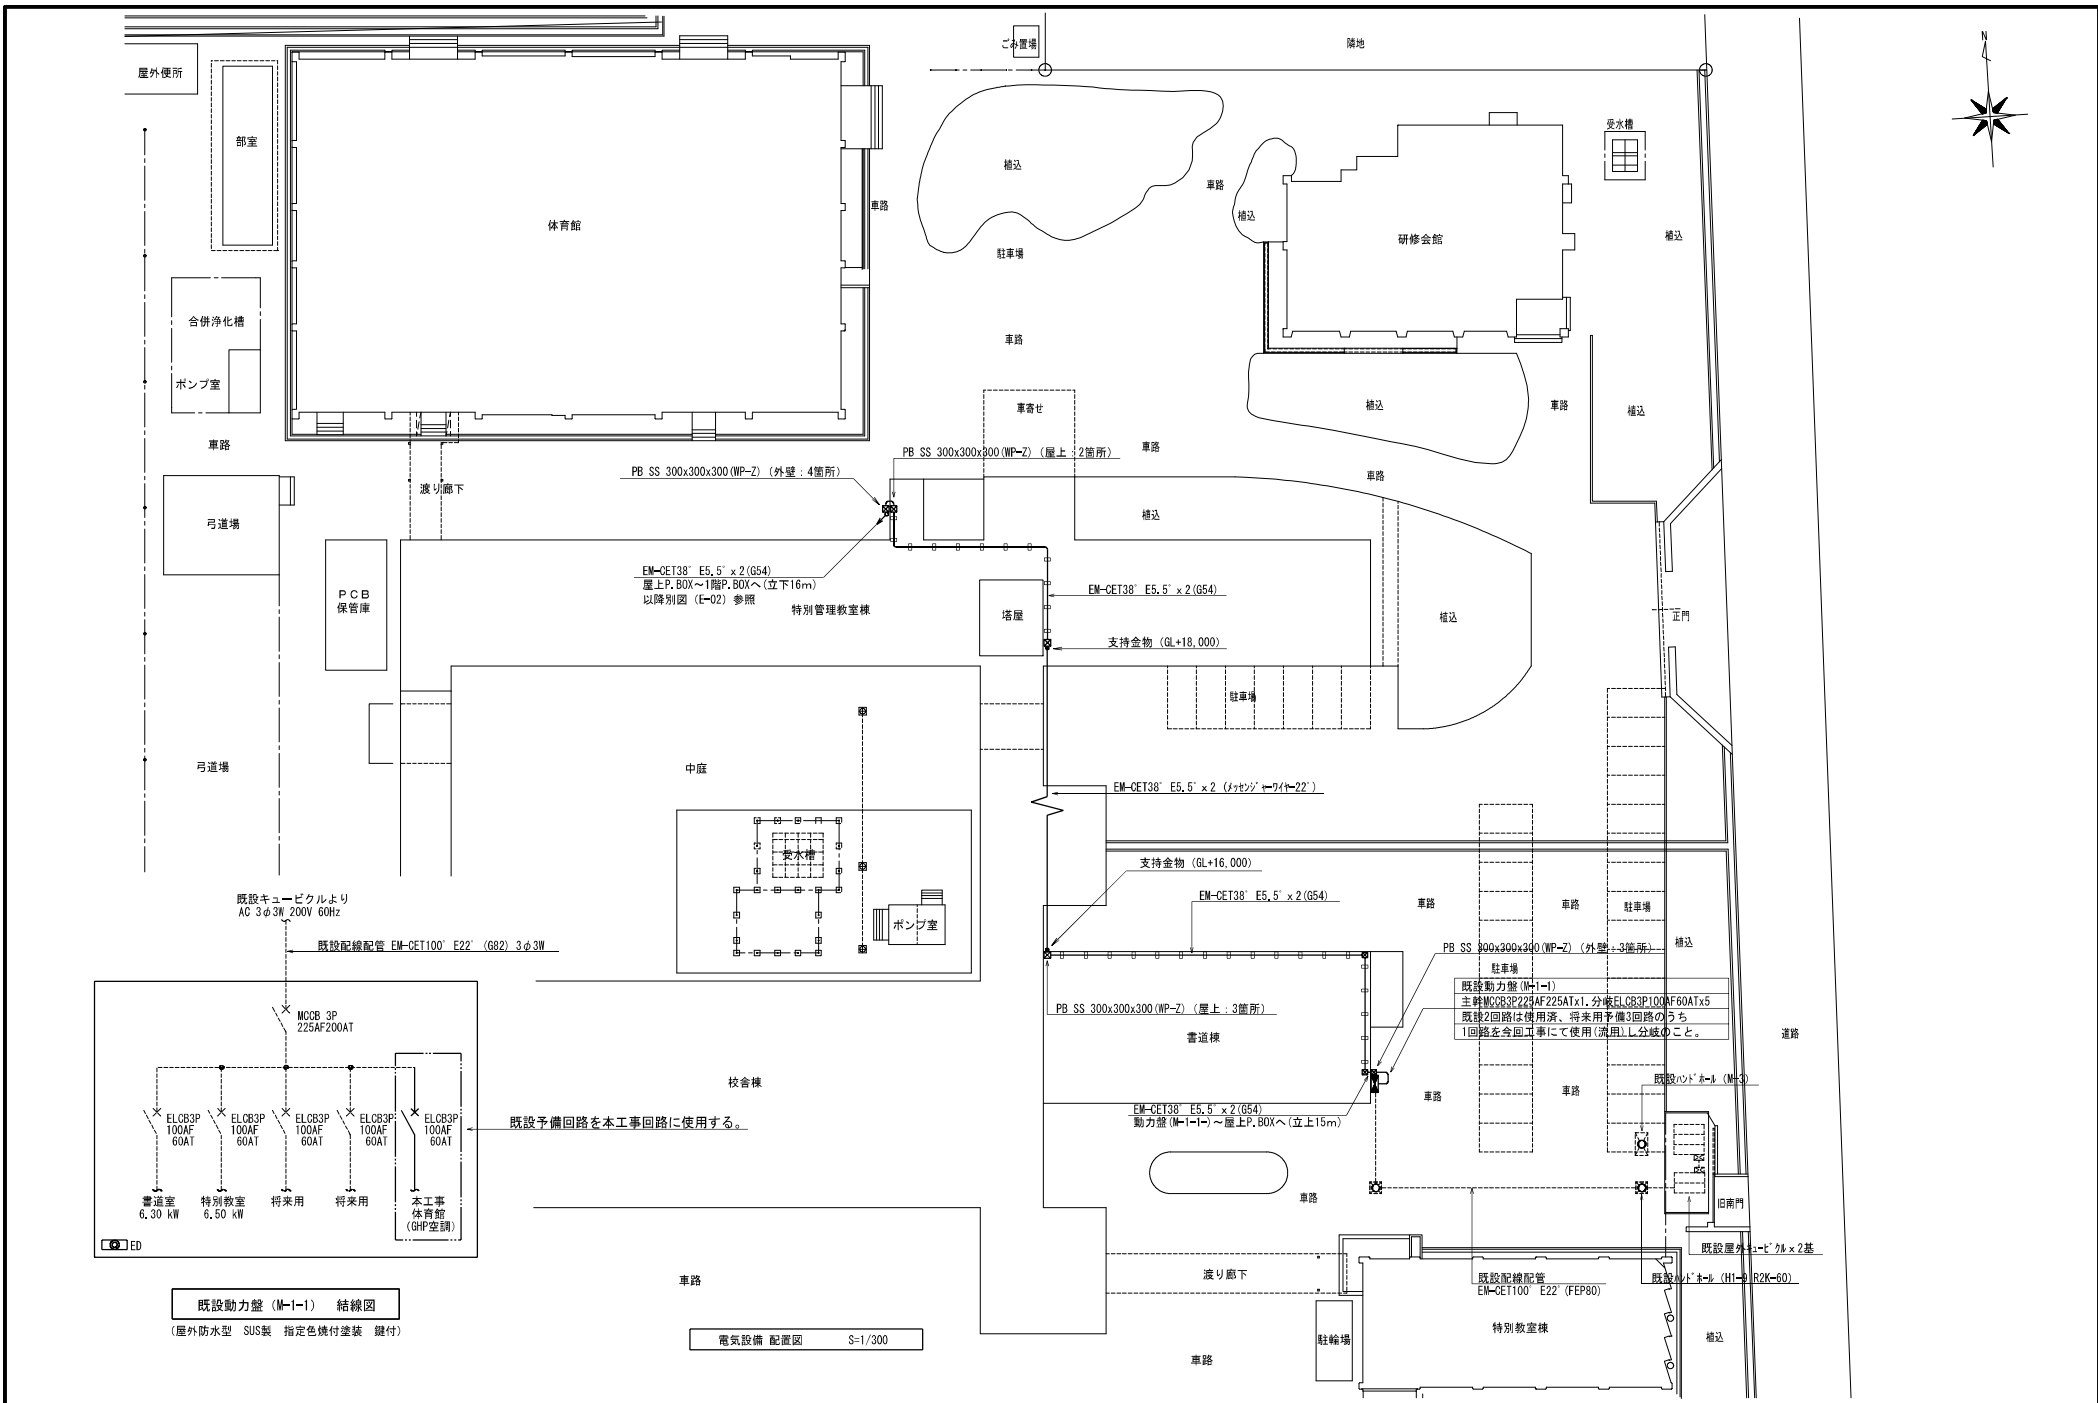 屋外便所
部室
体育館
ごみ置場
隣地
N
受水槽
植込
車路
車路
植込
植込
駐車場
研修会館
合併浄化槽
ポンプ室
車路
車路
車寄せ
植込
車路
植込
車路
PB SS 300x300x300(WP-Z) (屋上:2箇所)
PB SS 300x300x300(WP-Z) (外壁:4箇所)
車路
渡り廊下
弓道場
植込
EM-CET38゜ E5.5゜x2(G54)
屋上P.BOX~1階P.BOXへ(立下16m)
以降別図 (E-02) 参照
特別管理教室棟
PCB
保管庫
EM-CET38゜ E5.5゜x2(G54)
塔屋
植込
正門
支持金物 (GL+18,000)
駐車場
弓道場
中庭
EM-CET38゜ E5.5゜x2 (メッセンジャーワイヤー22゜)
受水槽
支持金物 (GL+16,000)
EM-CET38゜ E5.5゜x2(G54)
車路
車路
駐車場
ポンプ室
植込
既設キュービクルより
AC 3φ3W 200V 60Hz
既設配線配管 EM-CET100゜ E22゜ (G82) 3φ3W
PB SS 300x300x300(WP-Z) (外壁:3箇所)
駐車場
既設動力盤(M-1-1)
主幹MCCB3P225AF225ATx1.分岐ELCB3P100AF60ATx5
既設2回路は使用済、将来用予備3回路のうち
1回路を今回工事にて使用(流用)し分岐のこと。
PB SS 300x300x300(WP-Z) (屋上:3箇所)
書道棟
道路
MCCB 3P
225AF200AT
校舎棟
既設ハンドホール (M-3)
車路
車路
EM-CET38゜ E5.5゜x2(G54)
動力盤(M-1-1-)~屋上P.BOXへ(立上15m)
ELCB3P
100AF
60AT
ELCB3P
100AF
60AT
ELCB3P
100AF
60AT
ELCB3P
100AF
60AT
ELCB3P
100AF
60AT
既設予備回路を本工事回路に使用する。
書道室
6.30 kW
特別教室
6.50 kW
将来用
将来用
本工事
体育館
(GHP空調)
ED
車路
旧南門
既設屋外キュービクルx2基
車路
渡り廊下
既設配線配管
EM-CET100゜ E22゜(FEP80)
既設ハンドホール (H1-9 R2K-60)
既設動力盤 (M-1-1) 結線図
(屋外防水型 SUS製 指定色焼付塗装 鍵付)
電気設備 配置図 S=1/300
駐輪場
特別教室棟
植込
車路